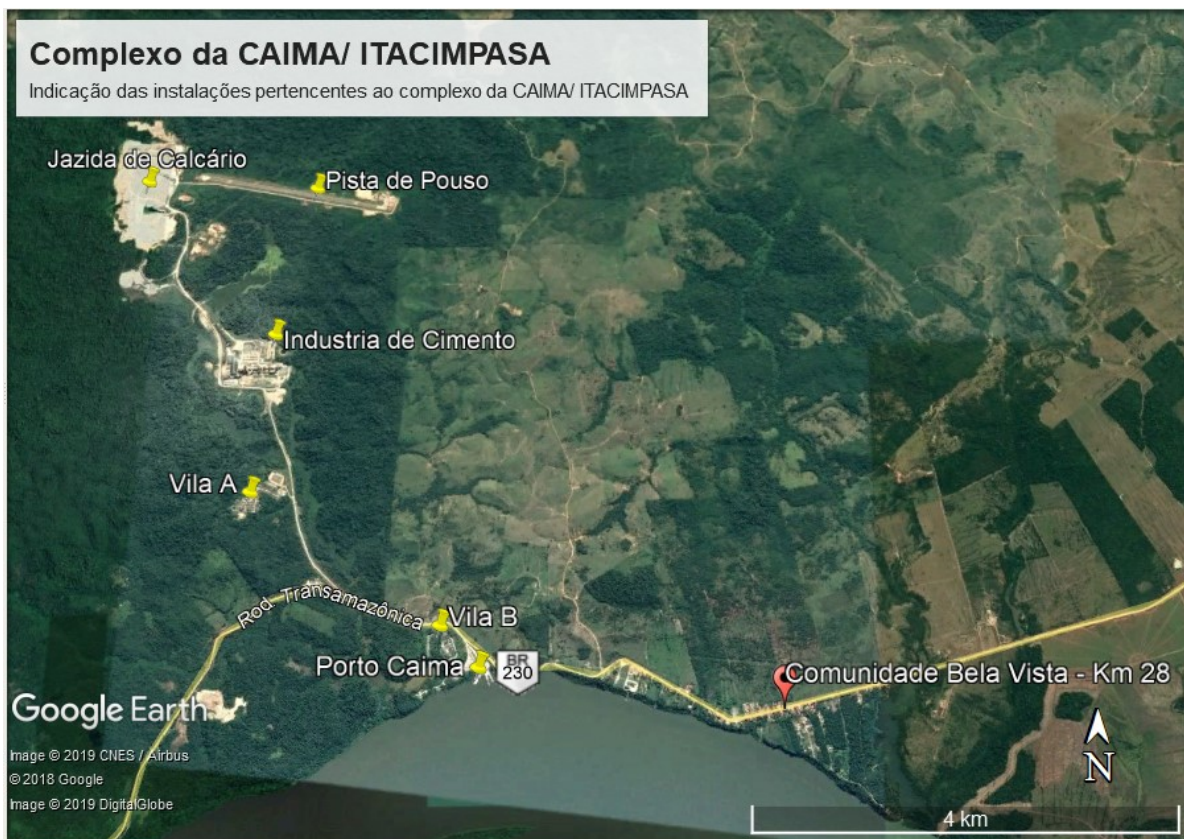 Complexo da CAIMA/ ITACIMPASA
Indicação das instalações pertencentes ao complexo da CAIMA/ ITACIMPASA
Jazida de Calcário
Pista de Pouso
Industria de Cimento
Vila A
Rod Transamazônica
Vila B
Porto Caima
BR
230
Comunidade Bela Vista - Km 28
Google Earth
Image © 2019 CNES / Airbus
© 2018 Google
Image © 2019 DigitalGlobe
N
4 km